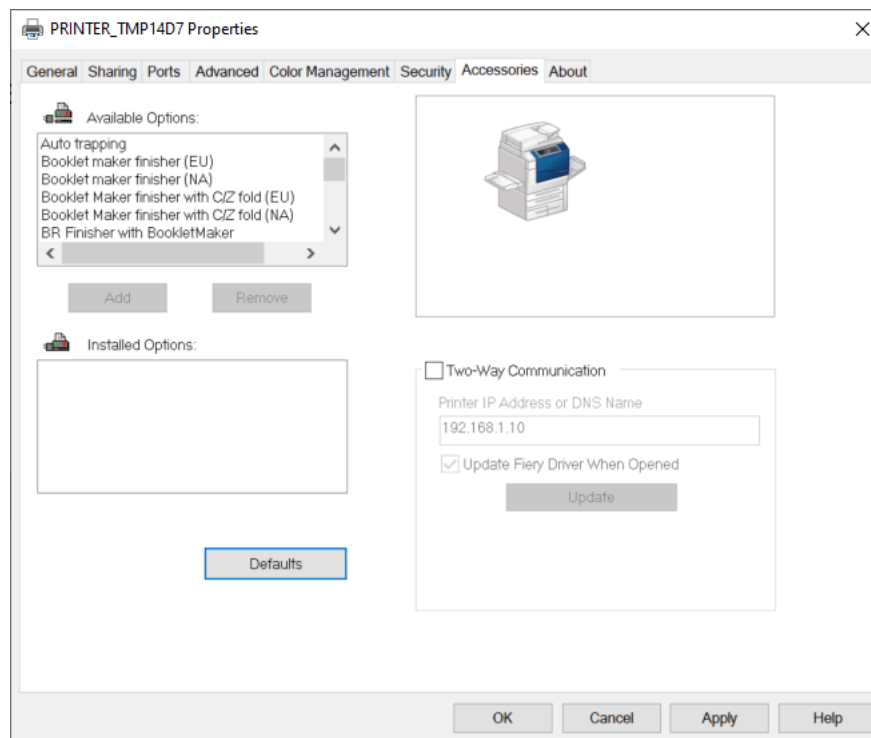 PRINTER_TMP14D7 Properties
General Sharing Ports Advanced Color Management Security Accessories About
Available Options:
Auto trapping
Booklet maker finisher (EU)
Booklet maker finisher (NA)
Booklet Maker finisher with C/Z fold (EU)
Booklet Maker finisher with C/Z fold (NA)
BR Finisher with BookletMaker
Add Remove
Installed Options:
Defaults
Two-Way Communication
Printer IP Address or DNS Name
192.168.1.10
Update Fiery Driver When Opened
Update
OK Cancel Apply Help